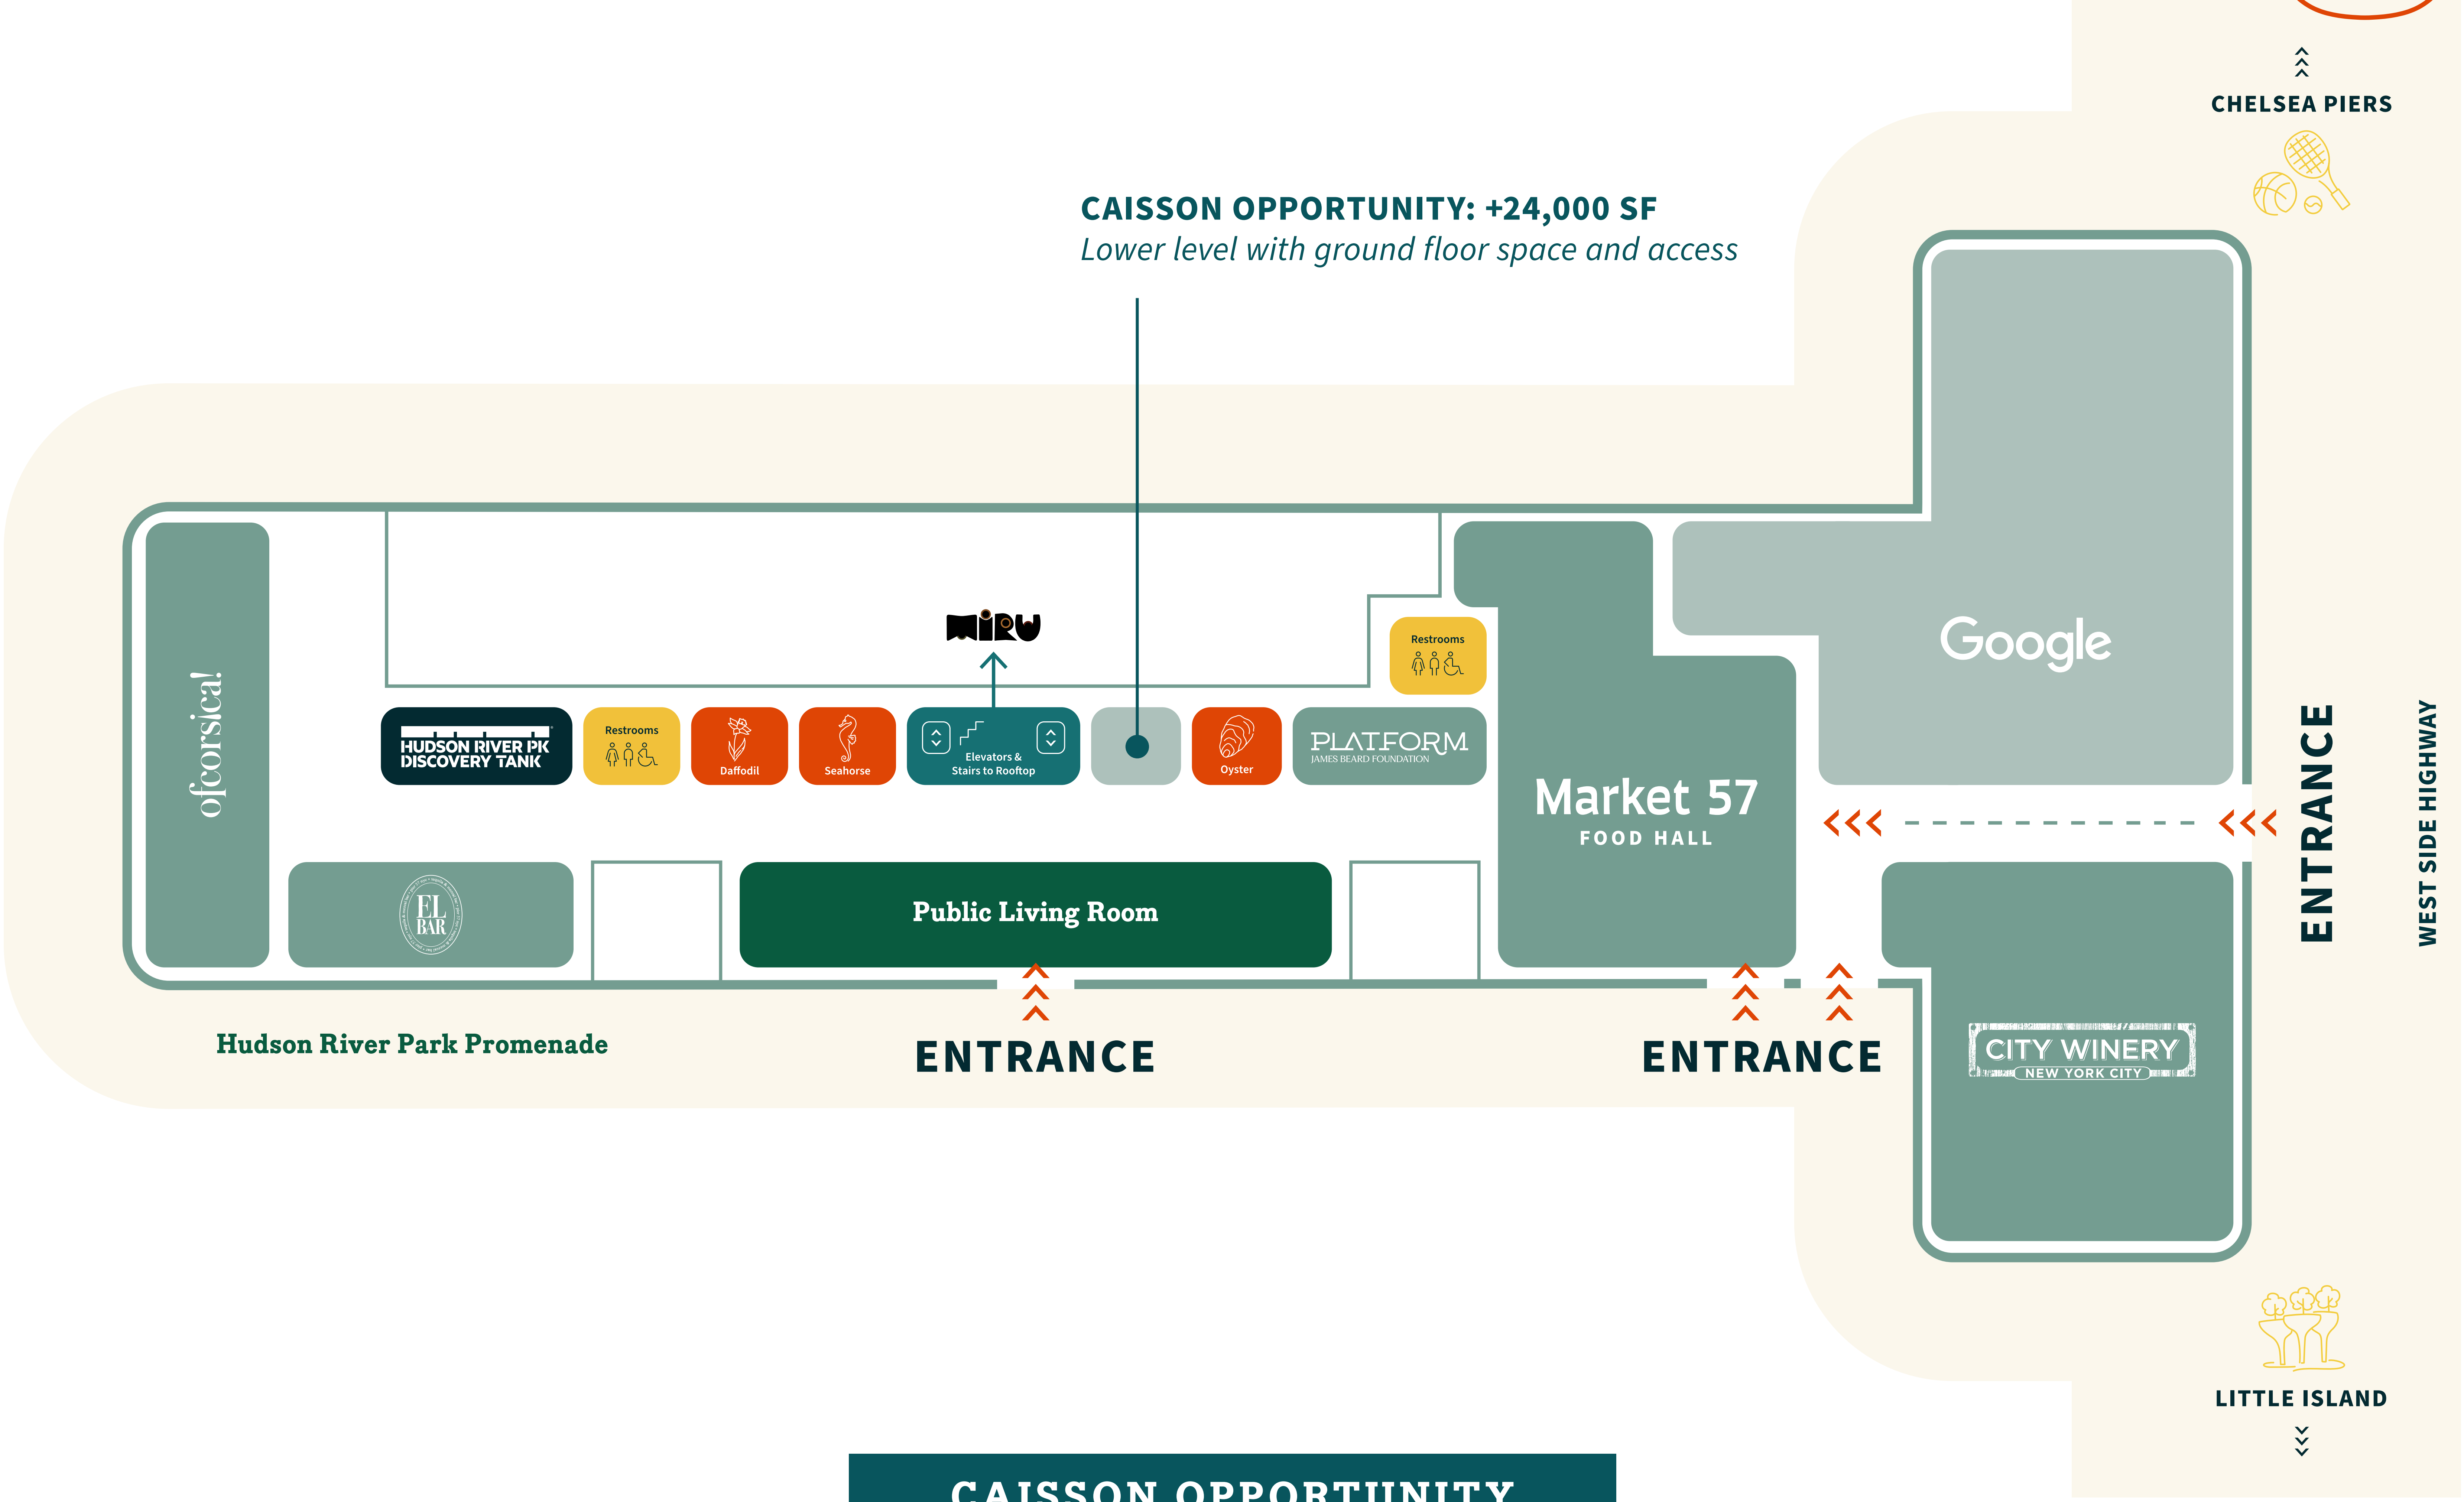 CHELSEA PIERS
CAISSON OPPORTUNITY: +24,000 SF
Lower level with ground floor space and access
MiRU
Restrooms
Google
ofcorsica!
HUDSON RIVER PK
DISCOVERY TANK
Restrooms
Daffodil
Seahorse
Elevators &
Stairs to Rooftop
Oyster
PLATFORM
JAMES BEARD FOUNDATION
Market 57
FOOD HALL
ENTRANCE
WEST SIDE HIGHWAY
EL
BAR
Public Living Room
Hudson River Park Promenade
ENTRANCE
ENTRANCE
CITY WINERY
NEW YORK CITY
LITTLE ISLAND
CAISSON OPPORTUNITY